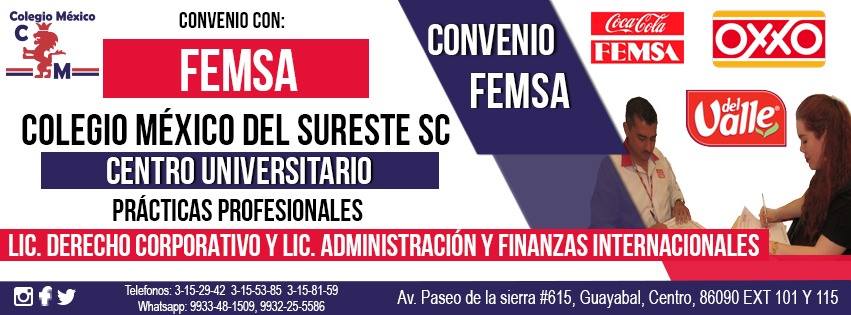 Colegio México
C
M
CONVENIO CON:
FEMSA
COLEGIO MÉXICO DEL SURESTE SC
CENTRO UNIVERSITARIO
PRÁCTICAS PROFESIONALES
LIC. DERECHO CORPORATIVO Y LIC. ADMINISTRACIÓN Y FINANZAS INTERNACIONALES
CONVENIO
FEMSA
Coca-Cola
FEMSA
OXXO
del
Valle
Telefonos: 3-15-29-42 3-15-53-85 3-15-81-59
Whatsapp: 9933-48-1509, 9932-25-5586
Av. Paseo de la sierra #615, Guayabal, Centro, 86090 EXT 101 Y 115